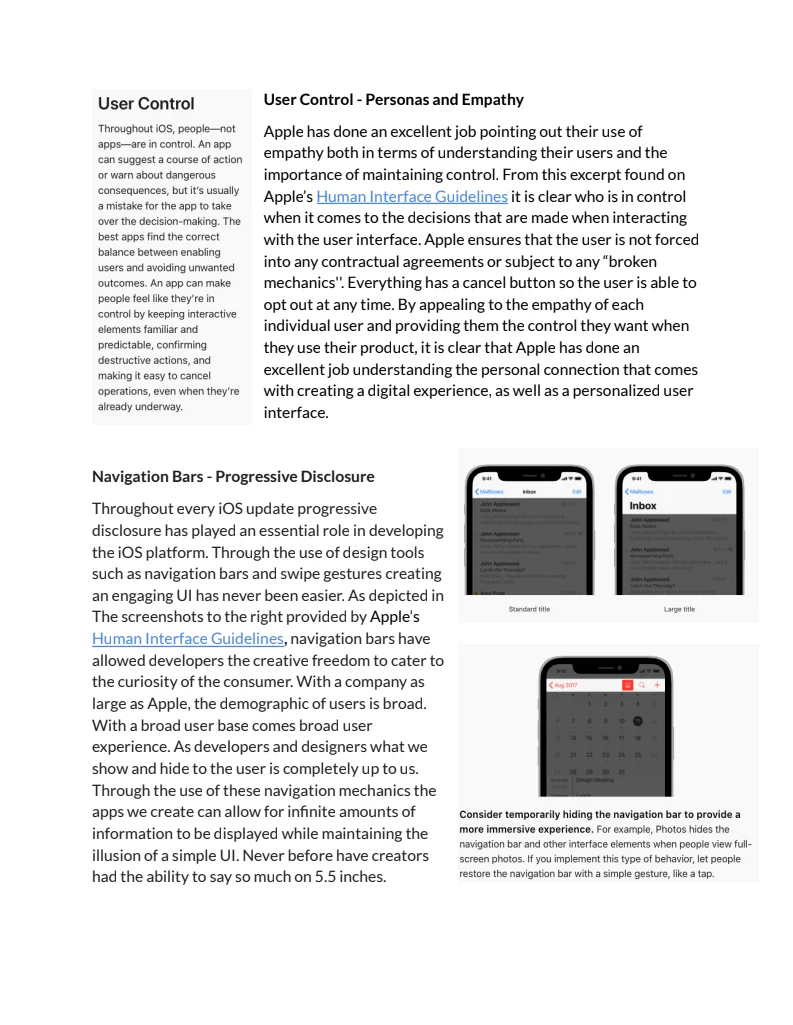 User Control
Throughout iOS, people—not
apps—are in control. An app
can suggest a course of action
or warn about dangerous
consequences, but it's usually
a mistake for the app to take
over the decision-making. The
best apps find the correct
balance between enabling
users and avoiding unwanted
outcomes. An app can make
people feel like they're in
control by keeping interactive
elements familiar and
predictable, confirming
destructive actions, and
making it easy to cancel
operations, even when they're
already underway.
User Control - Personas and Empathy
Apple has done an excellent job pointing out their use of
empathy both in terms of understanding their users and the
importance of maintaining control. From this excerpt found on
Apple's Human Interface Guidelines it is clear who is in control
when it comes to the decisions that are made when interacting
with the user interface. Apple ensures that the user is not forced
into any contractual agreements or subject to any “broken
mechanics''. Everything has a cancel button so the user is able to
opt out at any time. By appealing to the empathy of each
individual user and providing them the control they want when
they use their product, it is clear that Apple has done an
excellent job understanding the personal connection that comes
with creating a digital experience, as well as a personalized user
interface.
Navigation Bars - Progressive Disclosure
Throughout every iOS update progressive
disclosure has played an essential role in developing
the iOS platform. Through the use of design tools
such as navigation bars and swipe gestures creating
an engaging UI has never been easier. As depicted in
The screenshots to the right provided by Apple's
Human Interface Guidelines, navigation bars have
allowed developers the creative freedom to cater to
the curiosity of the consumer. With a company as
large as Apple, the demographic of users is broad.
With a broad user base comes broad user
experience. As developers and designers what we
show and hide to the user is completely up to us.
Through the use of these navigation mechanics the
apps we create can allow for infinite amounts of
information to be displayed while maintaining the
illusion of a simple UI. Never before have creators
had the ability to say so much on 5.5 inches.
9:41
Mailboxes Inbox Edit
John Appleseed
John Appleseed
Housewarming Party
John Appleseed
Lunch this Thursday?
Standard title
9:41
Mailboxes Edit
Inbox
John Appleseed
John Appleseed
Housewarming Party
John Appleseed
Lunch this Thursday?
Large title
Aug 2017
1 2 3 4 5
6 7 8 9 10 11
13 14 15 16 17 18
21 22 23 24 25
28 29 30 31
Design Meeting
Consider temporarily hiding the navigation bar to provide a
more immersive experience. For example, Photos hides the
navigation bar and other interface elements when people view full-
screen photos. If you implement this type of behavior, let people
restore the navigation bar with a simple gesture, like a tap.